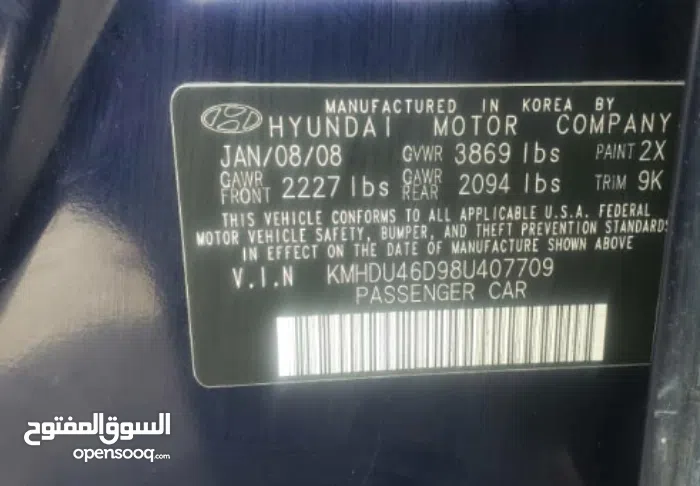 MANUFACTURED IN KOREA BY
HYUNDAI MOTOR COMPANY
JAN/08/08 GVWR 3869 lbs PAINT 2X
GAWR FRONT 2227 lbs GAWR REAR 2094 lbs TRIM 9K
THIS VEHICLE CONFORMS TO ALL APPLICABLE U.S.A. FEDERAL
MOTOR VEHICLE SAFETY, BUMPER, AND THEFT PREVENTION STANDARDS
IN EFFECT ON THE DATE OF MANUFACTURE SHOWN ABOVE
V.I.N KMHDU46D98U407709
PASSENGER CAR
السوق المفتوح
opensooq.com